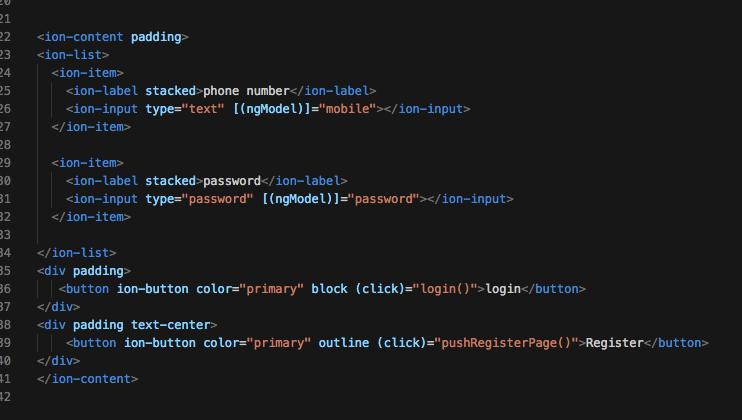 20
21
22 <ion-content padding>
23 <ion-list>
24 <ion-item>
25 <ion-label stacked>phone number</ion-label>
26 <ion-input type="text" [(ngModel)]="mobile"></ion-input>
27 </ion-item>
28
29 <ion-item>
30 <ion-label stacked>password</ion-label>
31 <ion-input type="password" [(ngModel)]="password"></ion-input>
32 </ion-item>
33
34 </ion-list>
35 <div padding>
36 <button ion-button color="primary" block (click)="login()">login</button>
37 </div>
38 <div padding text-center>
39 <button ion-button color="primary" outline (click)="pushRegisterPage()">Register</button>
40 </div>
41 </ion-content>
42